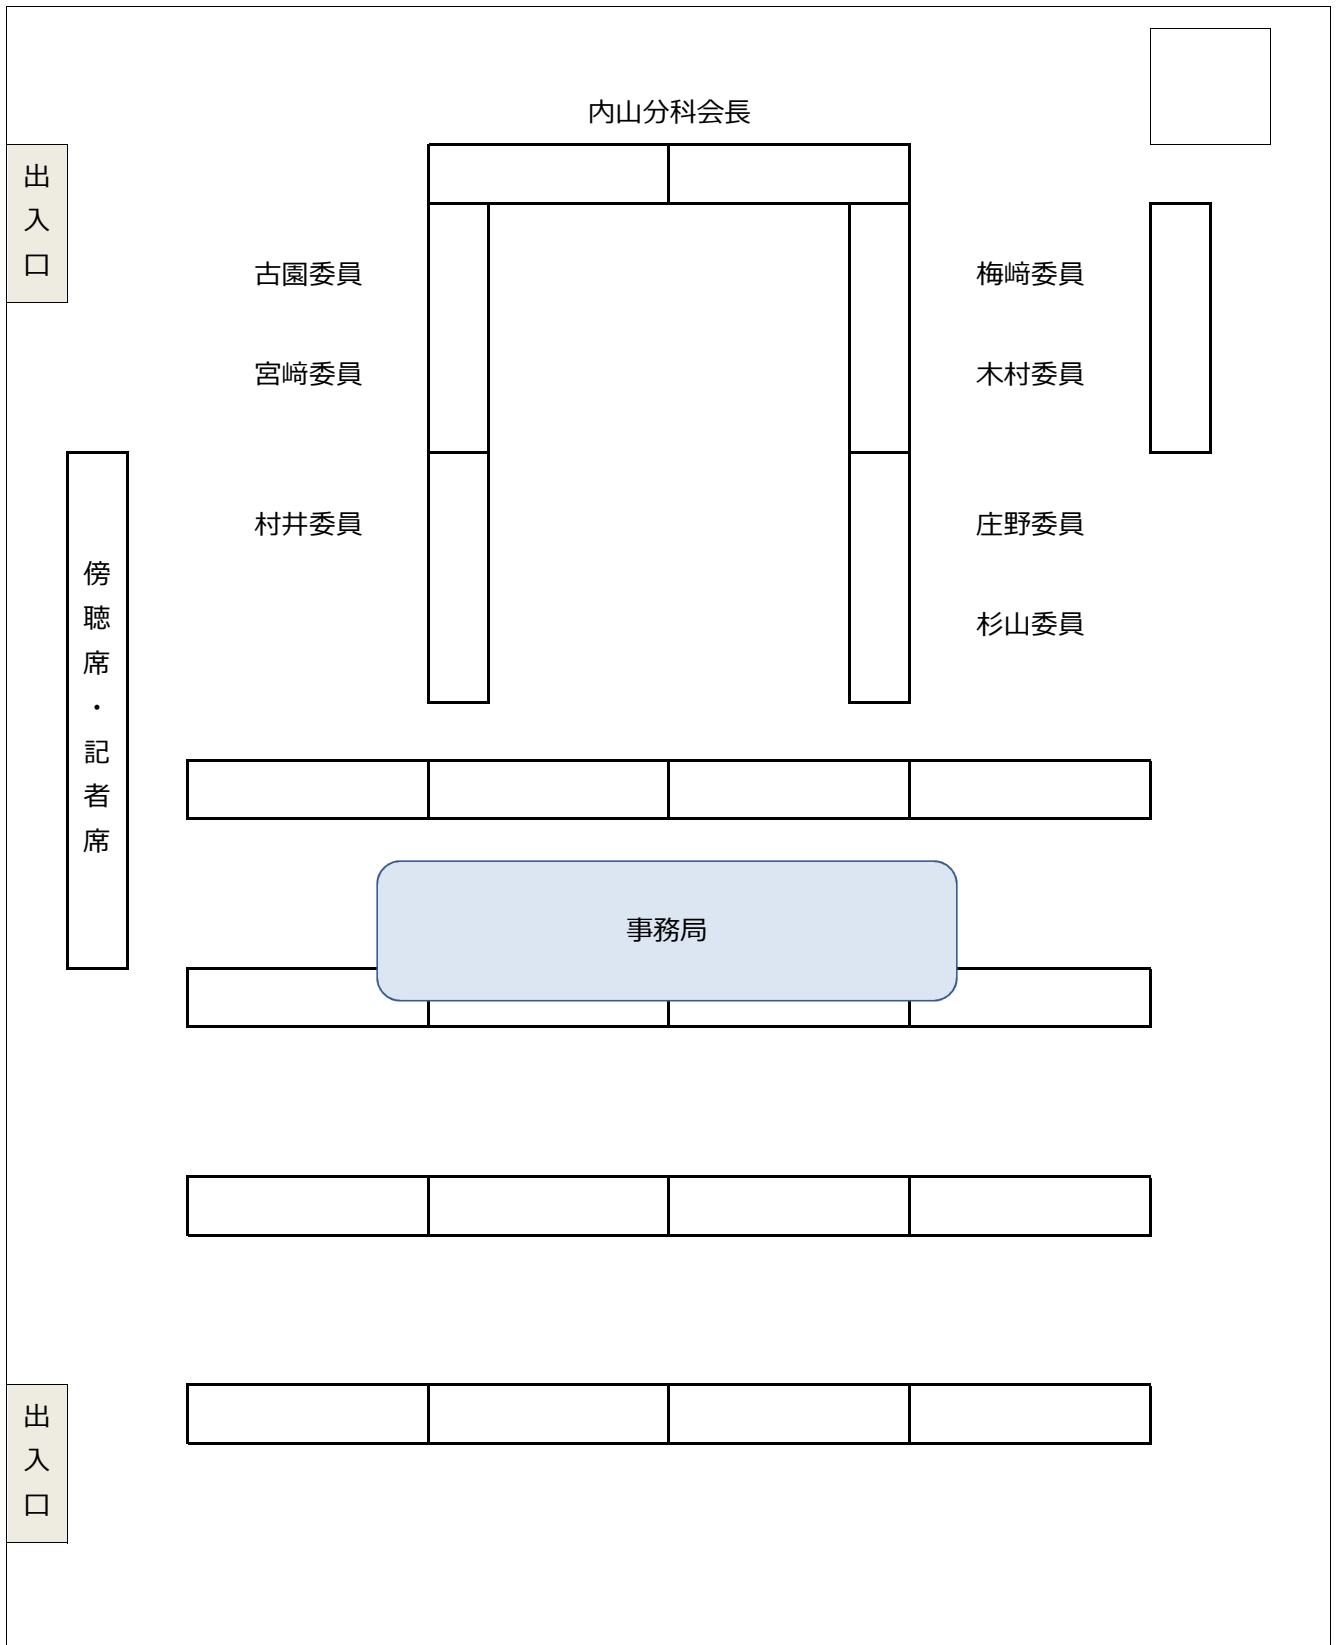 内山分科会長
出入口
古園委員
梅﨑委員
宮﨑委員
木村委員
村井委員
庄野委員
傍聴席・記者席
杉山委員
事務局
出入口